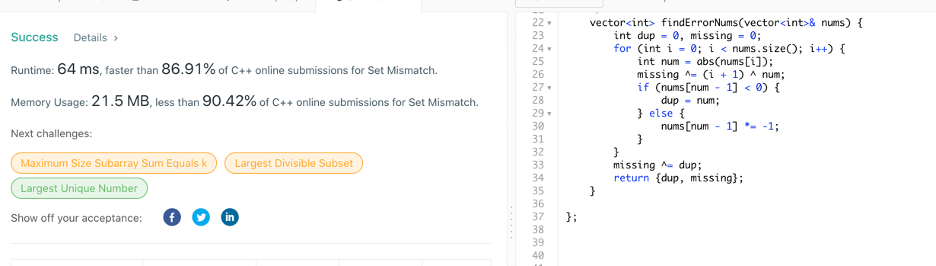 Success Details >
Runtime: 64 ms, faster than 86.91% of C++ online submissions for Set Mismatch.
Memory Usage: 21.5 MB, less than 90.42% of C++ online submissions for Set Mismatch.
Next challenges:
Maximum Size Subarray Sum Equals k Largest Divisible Subset
Largest Unique Number
Show off your acceptance:
22 vector<int> findErrorNums(vector<int>& nums) {
23 int dup = 0, missing = 0;
24 for (int i = 0; i < nums.size(); i++) {
25 int num = abs(nums[i]);
26 missing ^= (i + 1) ^ num;
27 if (nums[num - 1] < 0) {
28 dup = num;
29 } else {
30 nums[num - 1] *= -1;
31 }
32 }
33 missing ^= dup;
34 return {dup, missing};
35 }
36
37 };
38
39
40